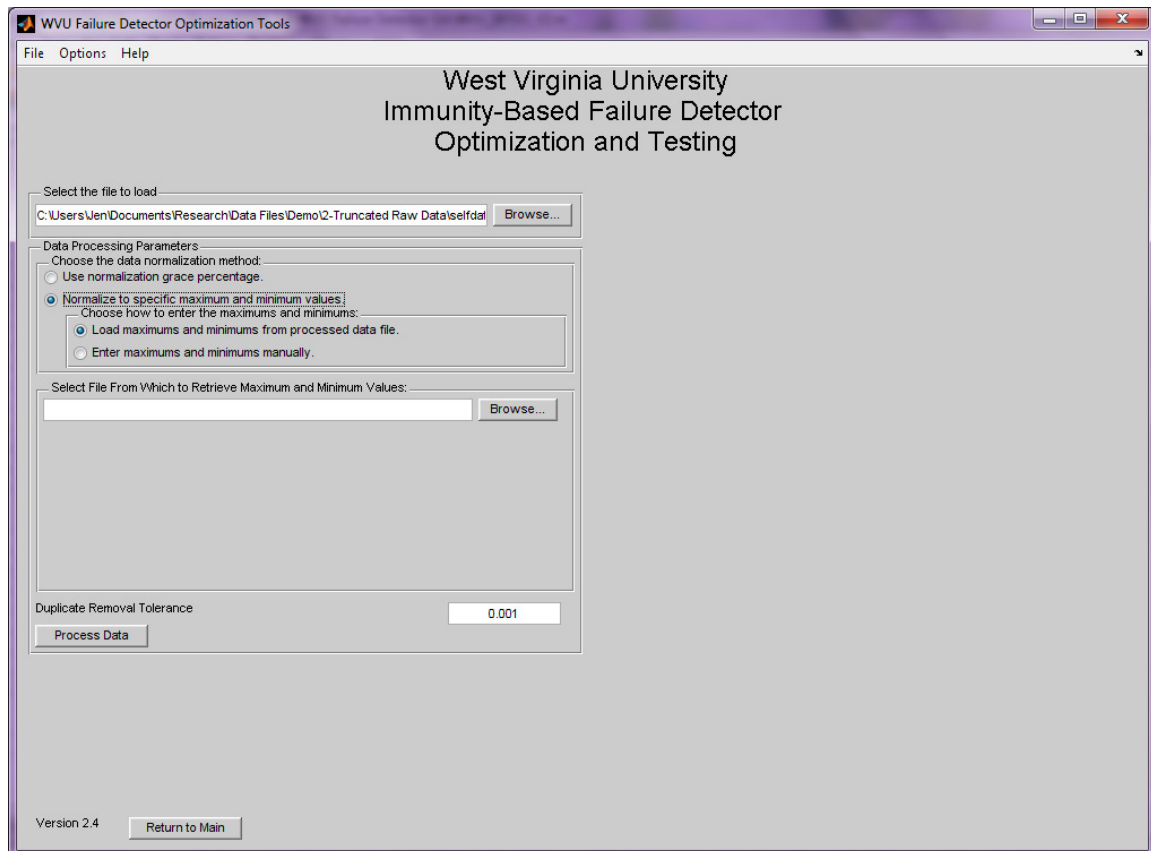 WVU Failure Detector Optimization Tools
File Options Help
West Virginia University
Immunity-Based Failure Detector
Optimization and Testing
Select the file to load
C:\Users\Jen\Documents\Research\Data Files\Demo\2-Truncated Raw Data\selfdat Browse...
Data Processing Parameters
Choose the data normalization method:
Use normalization grace percentage.
Normalize to specific maximum and minimum values.
Choose how to enter the maximums and minimums:
Load maximums and minimums from processed data file.
Enter maximums and minimums manually.
Select File From Which to Retrieve Maximum and Minimum Values:
Browse...
Duplicate Removal Tolerance 0.001
Process Data
Version 2.4 Return to Main